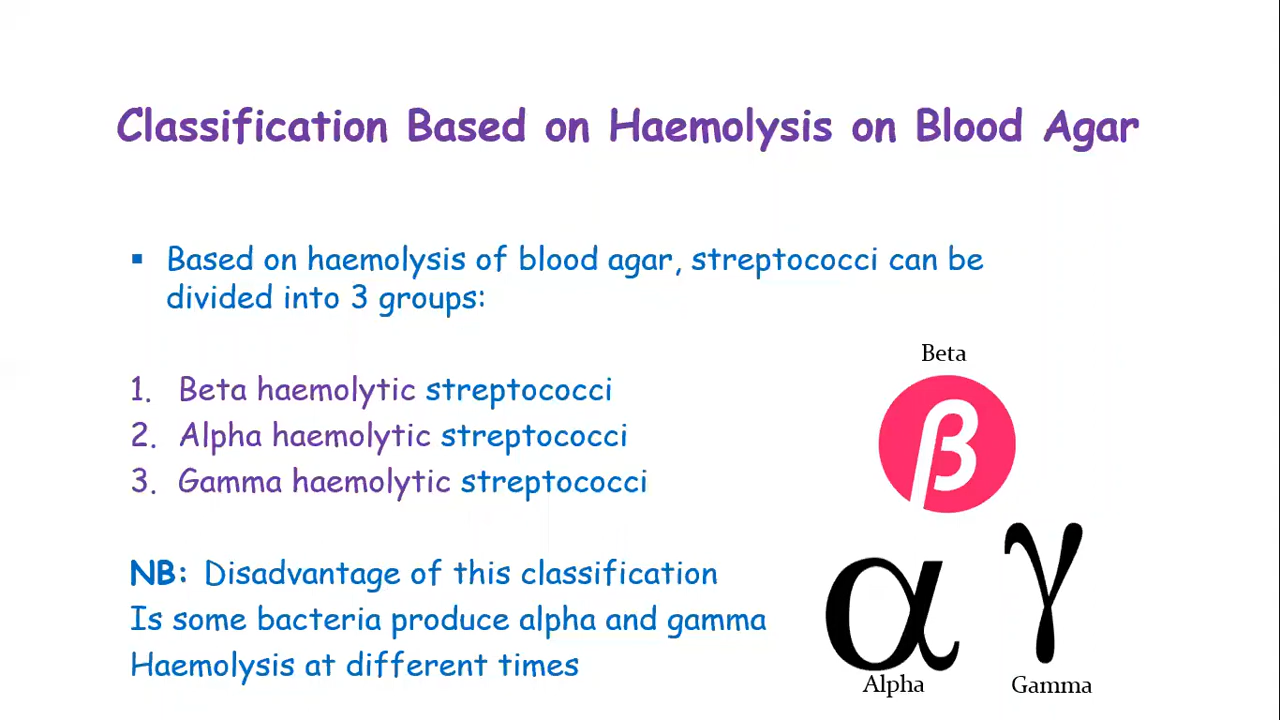 Classification Based on Haemolysis on Blood Agar
▪ Based on haemolysis of blood agar, streptococci can be
divided into 3 groups:
1. Beta haemolytic streptococci
2. Alpha haemolytic streptococci
3. Gamma haemolytic streptococci
NB: Disadvantage of this classification
Is some bacteria produce alpha and gamma
Haemolysis at different times
Beta
β
α
γ
Alpha
Gamma